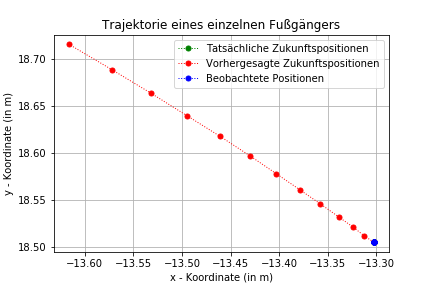 Trajektorie eines einzelnen Fußgängers
Tatsächliche Zukunftspositionen
Vorhergesagte Zukunftspositionen
Beobachtete Positionen
y - Koordinate (in m)
18.70
18.65
18.60
18.55
18.50
−13.60 −13.55 −13.50 −13.45 −13.40 −13.35 −13.30
x - Koordinate (in m)